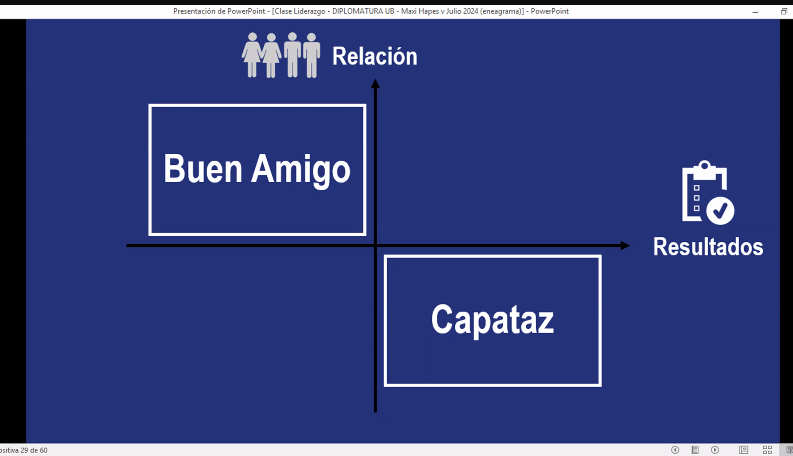 Presentación de PowerPoint - [Clase Liderazgo - DIPLOMATURA UB - Maxi Hapes v Julio 2024 (eneagrama)] - PowerPoint
Relación
Buen Amigo
Resultados
Capataz
ositiva 29 de 60